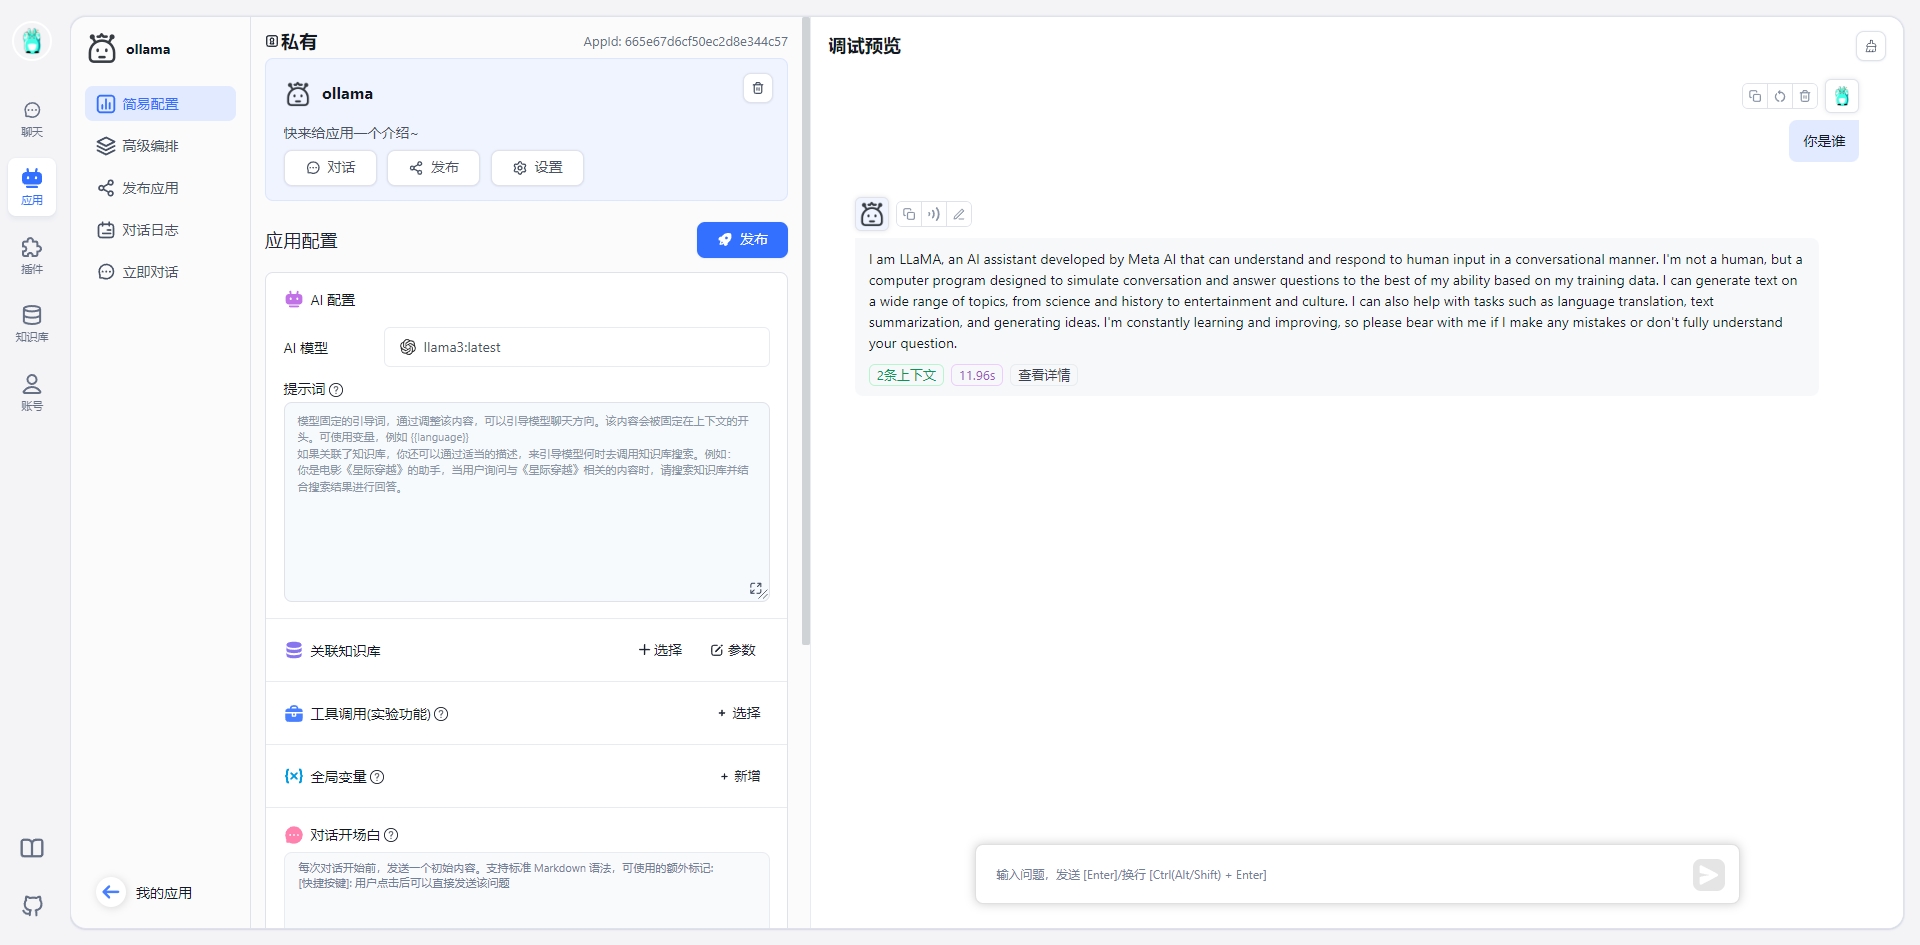 聊天
应用
插件
知识库
账号
ollama
简易配置
高级编排
发布应用
对话日志
立即对话
我的应用
私有
AppId: 665e67d6cf50ec2d8e344c57
ollama
快来给应用一个介绍~
对话
发布
设置
应用配置
发布
AI 配置
AI 模型
llama3:latest
提示词
模型固定的引导词，通过调整该内容，可以引导模型聊天方向。该内容会被固定在上下文的开
头。可使用变量，例如 {{language}}
如果关联了知识库，你还可以通过适当的描述，来引导模型何时去调用知识库搜索。例如：
你是电影《星际穿越》的助手，当用户询问与《星际穿越》相关的内容时，请搜索知识库并结
合搜索结果进行回答。
关联知识库
+选择
参数
工具调用(实验功能)
+ 选择
全局变量
+ 新增
对话开场白
每次对话开始前，发送一个初始内容。支持标准 Markdown 语法，可使用的额外标记:
[快捷按键]: 用户点击后可以直接发送该问题
调试预览
你是谁
I am LLaMA, an AI assistant developed by Meta AI that can understand and respond to human input in a conversational manner. I'm not a human, but a
computer program designed to simulate conversation and answer questions to the best of my ability based on my training data. I can generate text on
a wide range of topics, from science and history to entertainment and culture. I can also help with tasks such as language translation, text
summarization, and generating ideas. I'm constantly learning and improving, so please bear with me if I make any mistakes or don't fully understand
your question.
2条上下文
11.96s
查看详情
输入问题，发送 [Enter]/换行 [Ctrl(Alt/Shift) + Enter]